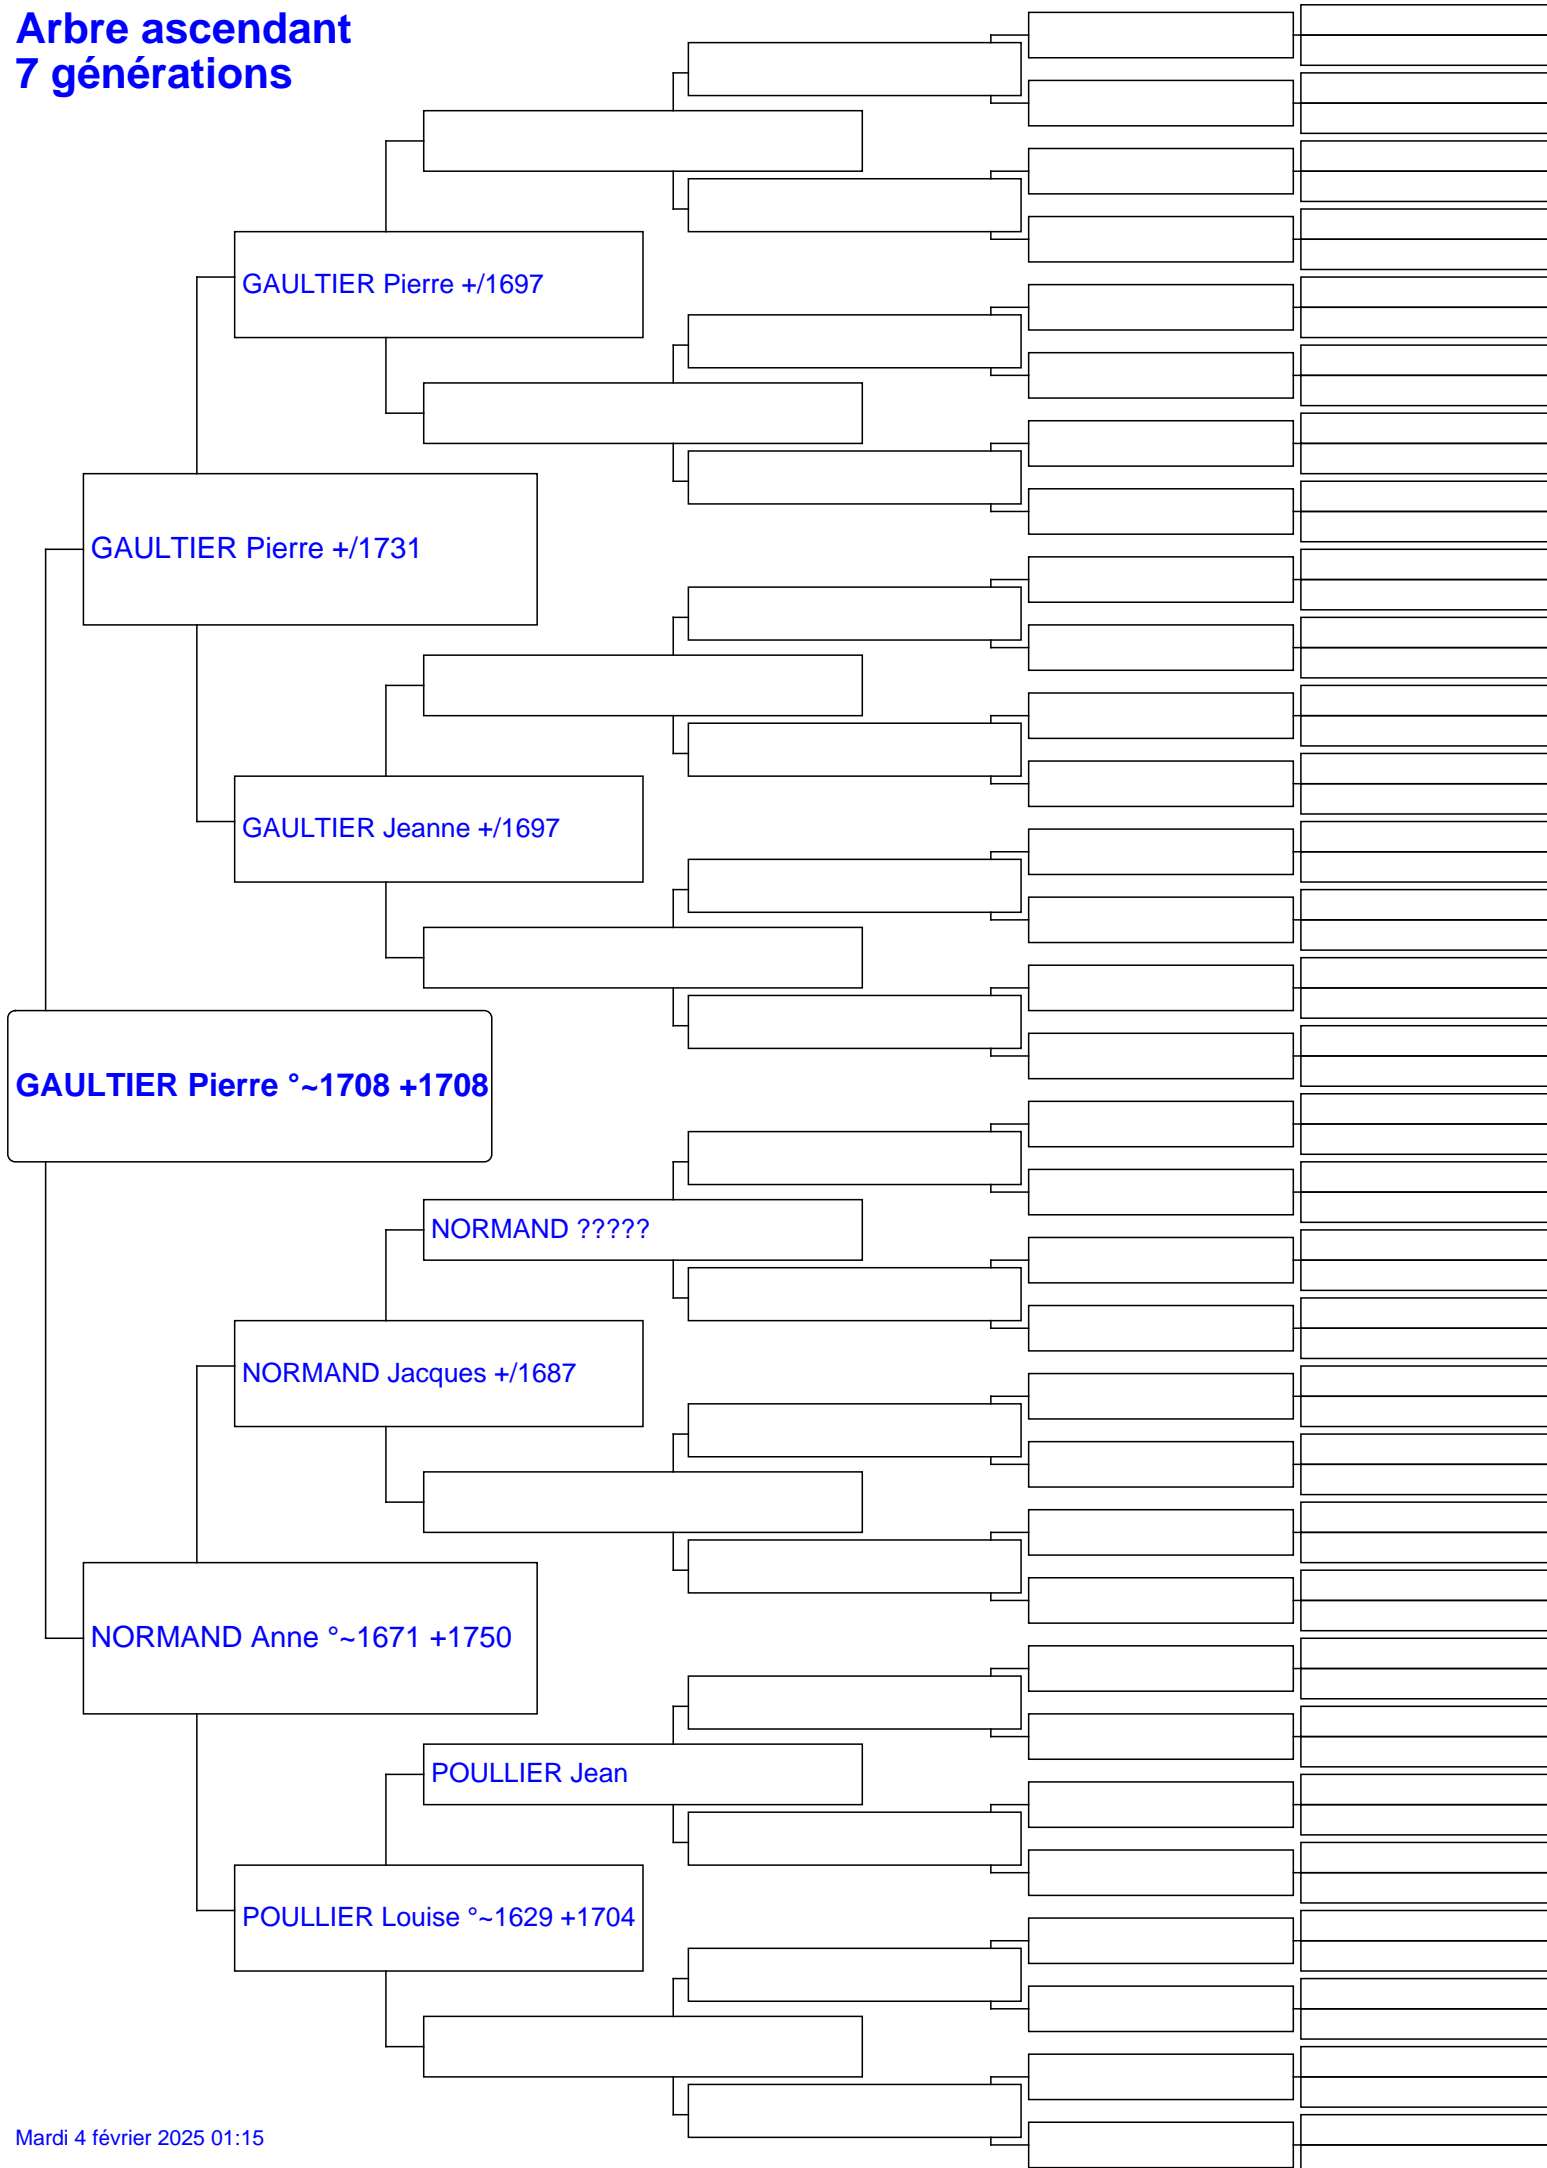 Arbre ascendant
7 générations
GAULTIER Pierre +/1697
GAULTIER Pierre +/1731
GAULTIER Jeanne +/1697
GAULTIER Pierre °~1708 +1708
NORMAND ?????
NORMAND Jacques +/1687
NORMAND Anne °~1671 +1750
POULLIER Jean
POULLIER Louise °~1629 +1704
Mardi 4 février 2025 01:15